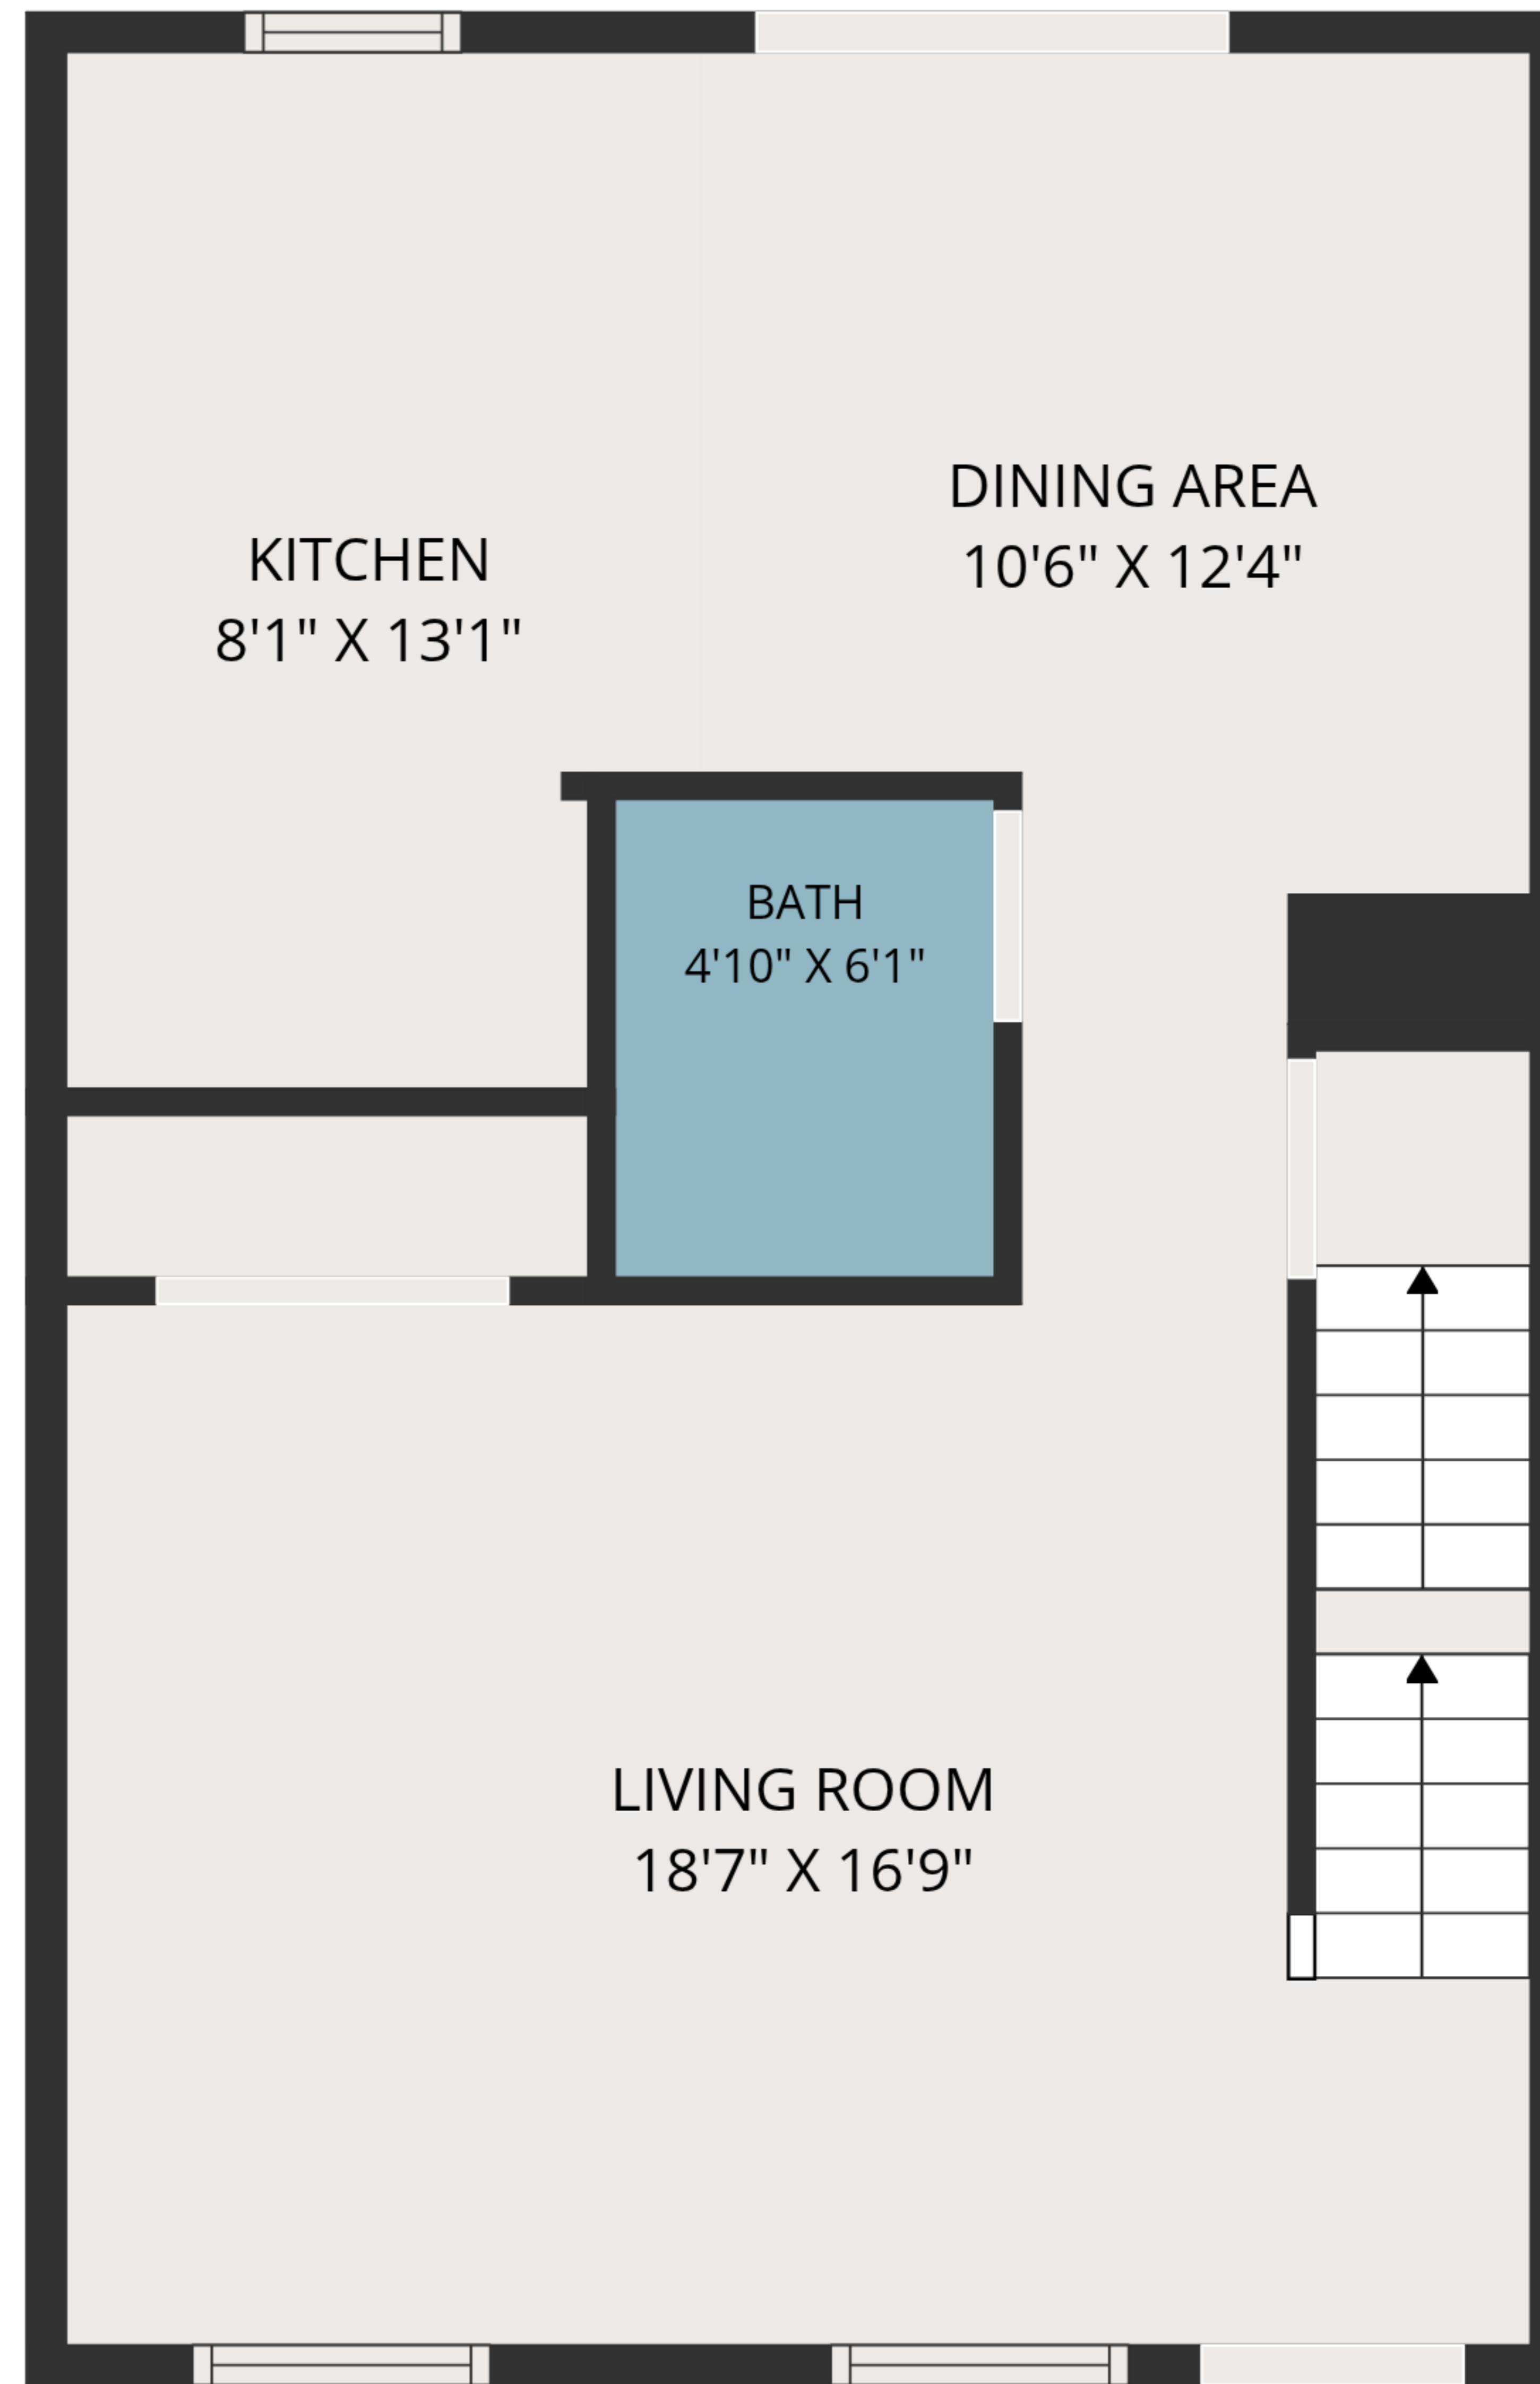 DINING AREA
10'6" X 12'4"
KITCHEN
8'1" X 13'1"
BATH
4'10" X 6'1"
LIVING ROOM
18'7" X 16'9"